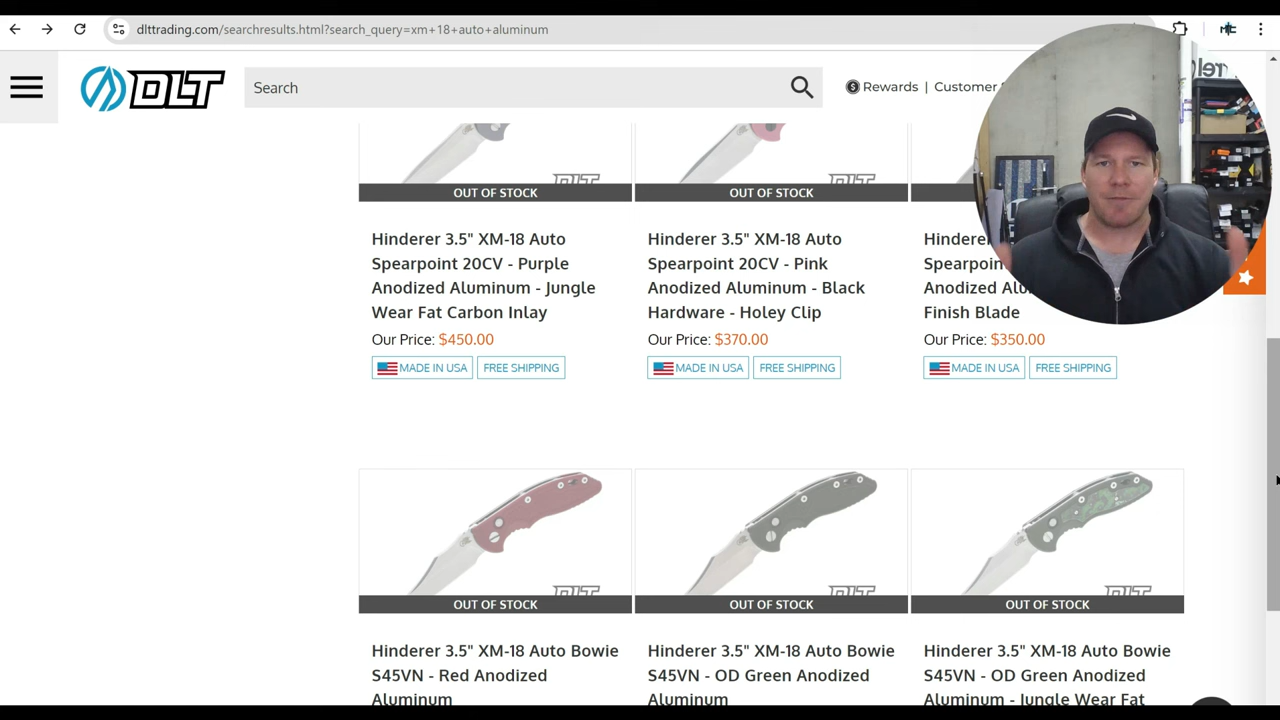 dlttrading.com/searchresults.html?search_query=xm+18+auto+aluminum
DLT
Search
Rewards | Customer
OUT OF STOCK
OUT OF STOCK
Hinderer 3.5" XM-18 Auto
Spearpoint 20CV - Purple
Anodized Aluminum - Jungle
Wear Fat Carbon Inlay
Our Price: $450.00
MADE IN USA
FREE SHIPPING
Hinderer 3.5" XM-18 Auto
Spearpoint 20CV - Pink
Anodized Aluminum - Black
Hardware - Holey Clip
Our Price: $370.00
MADE IN USA
FREE SHIPPING
Finish Blade
Our Price: $350.00
MADE IN USA
FREE SHIPPING
DLT
OUT OF STOCK
DLT
OUT OF STOCK
DLT
OUT OF STOCK
Hinderer 3.5" XM-18 Auto Bowie
S45VN - Red Anodized
Aluminum
Hinderer 3.5" XM-18 Auto Bowie
S45VN - OD Green Anodized
Aluminum
Hinderer 3.5" XM-18 Auto Bowie
S45VN - OD Green Anodized
Aluminum - Jungle Wear Fat